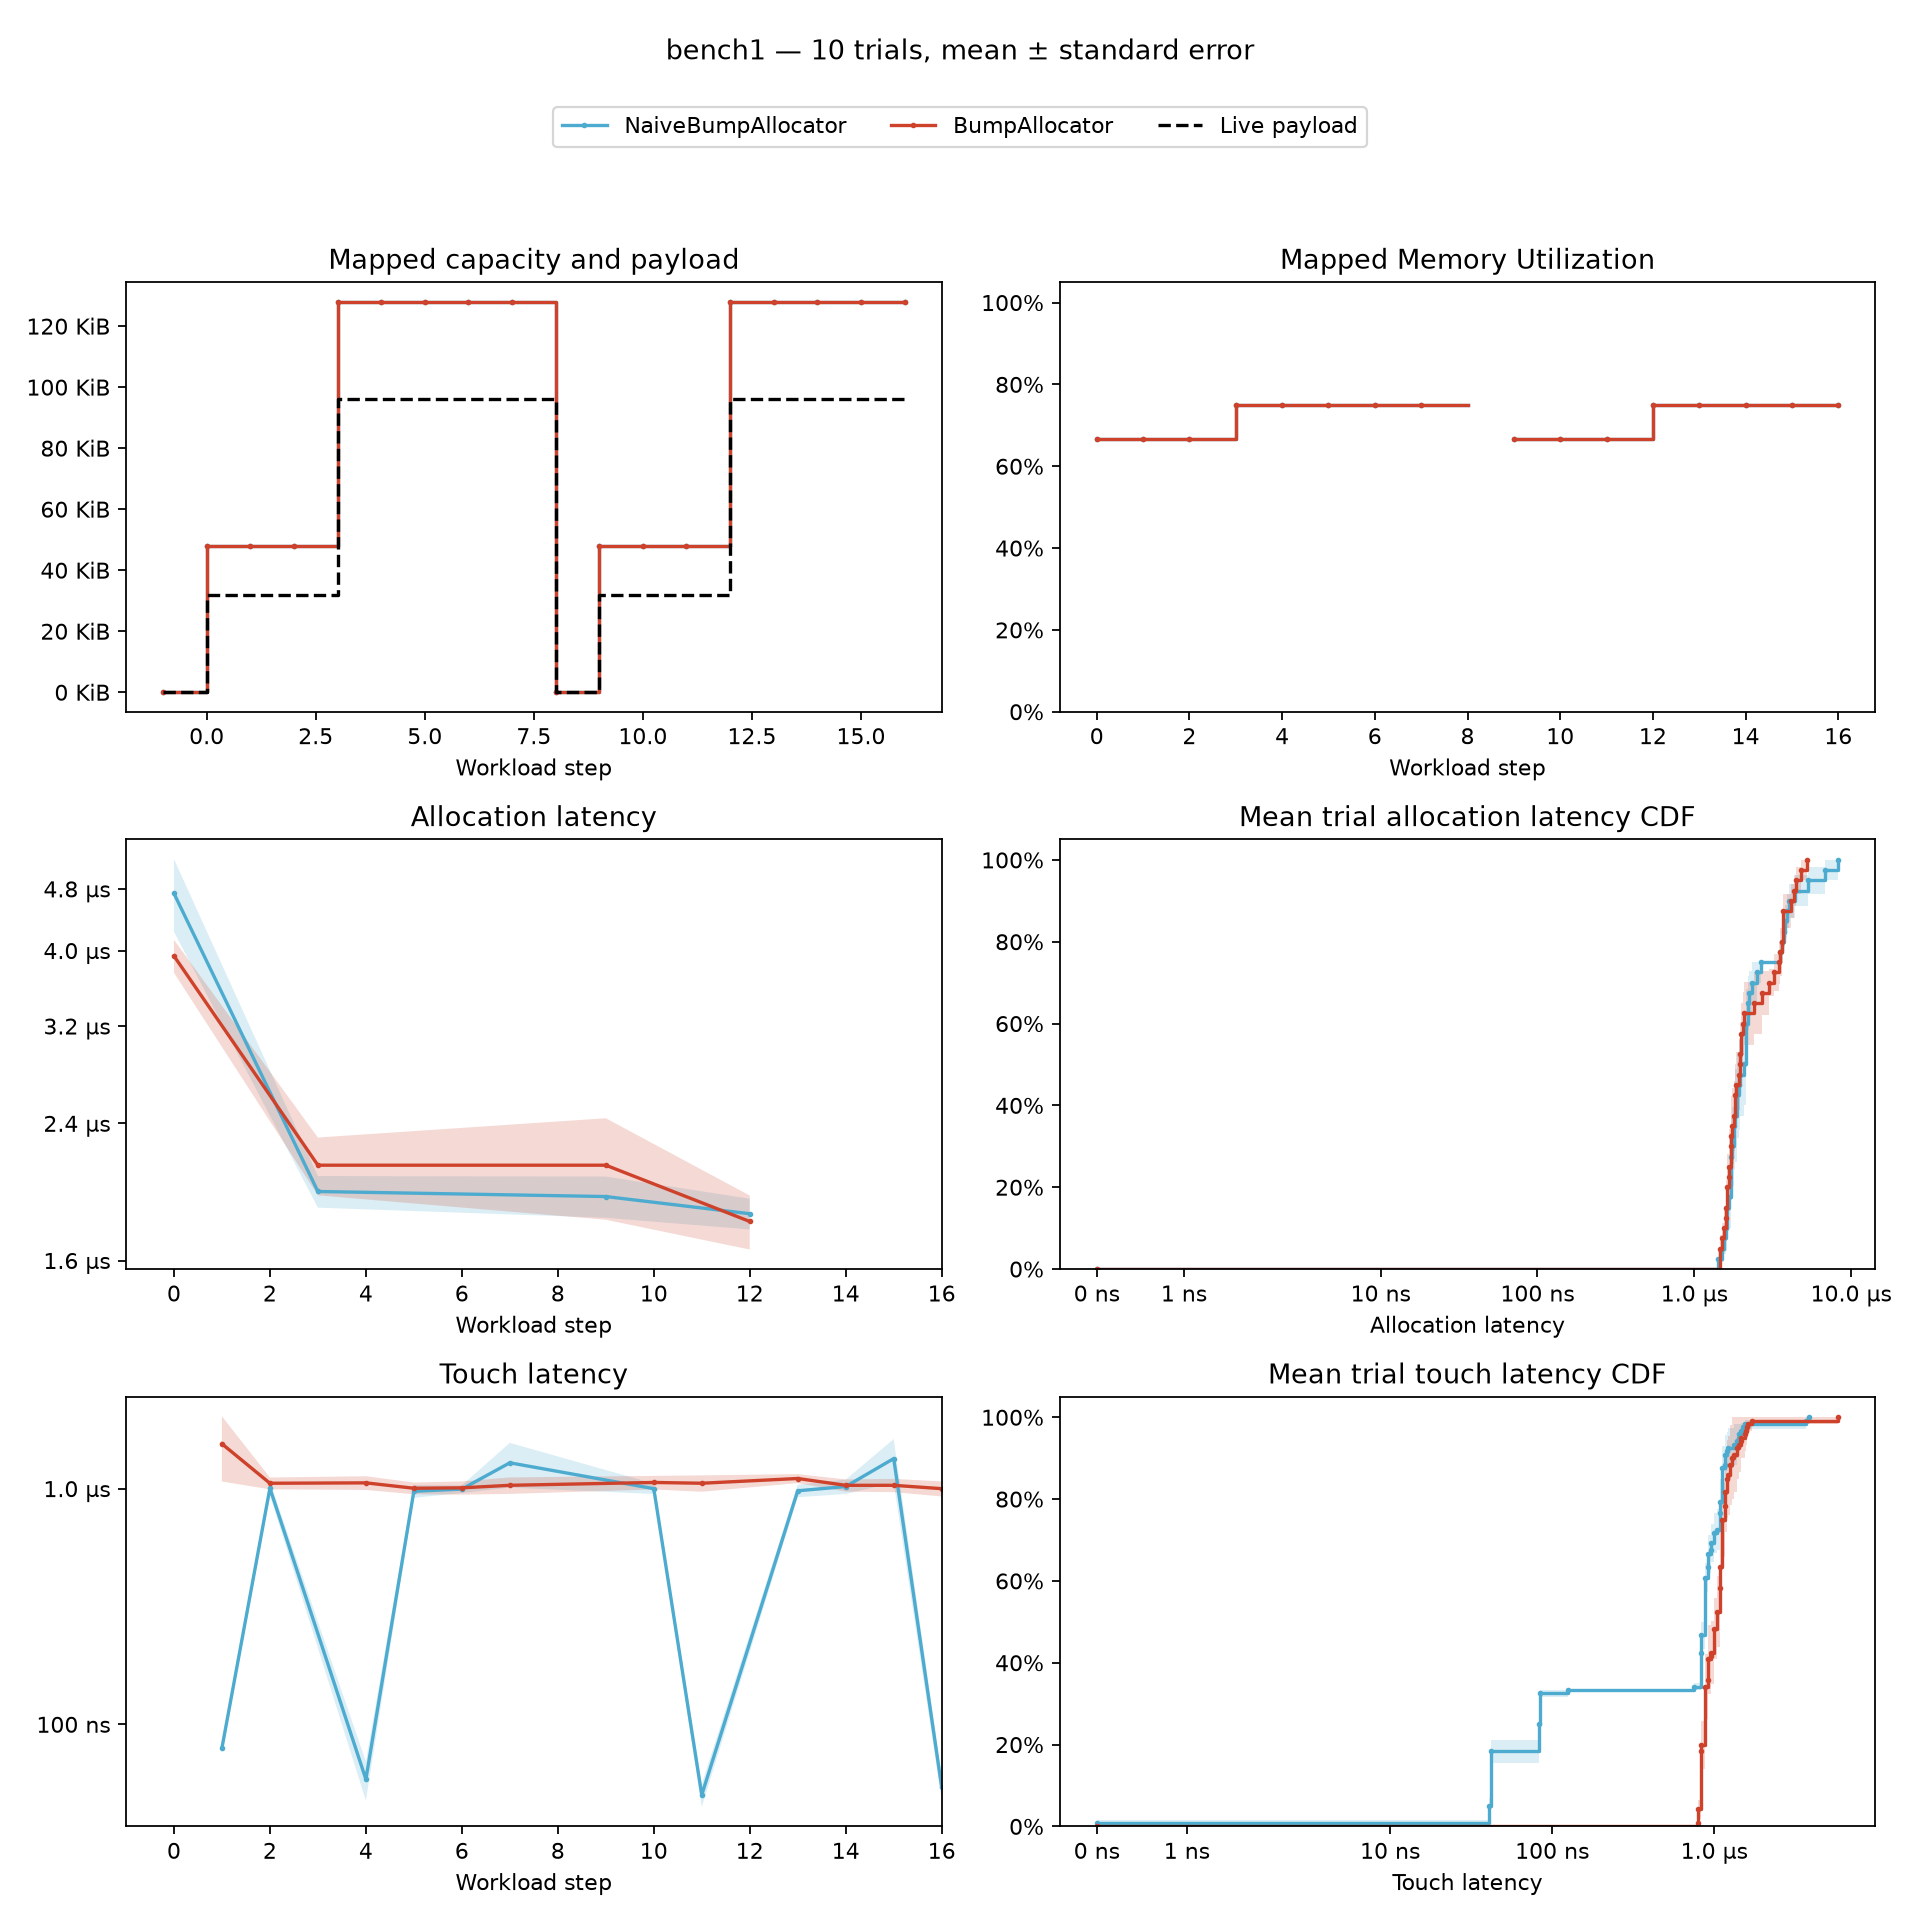 bench1 — 10 trials, mean ± standard error
NaiveBumpAllocator
BumpAllocator
Live payload
Mapped capacity and payload
120 KiB
100 KiB
80 KiB
60 KiB
40 KiB
20 KiB
0 KiB
0.0 2.5 5.0 7.5 10.0 12.5 15.0
Workload step
Mapped Memory Utilization
100%
80%
60%
40%
20%
0%
0 2 4 6 8 10 12 14 16
Workload step
Allocation latency
4.8 µs
4.0 µs
3.2 µs
2.4 µs
1.6 µs
0 2 4 6 8 10 12 14 16
Workload step
Mean trial allocation latency CDF
100%
80%
60%
40%
20%
0%
0 ns 1 ns 10 ns 100 ns 1.0 µs 10.0 µs
Allocation latency
Touch latency
1.0 µs
100 ns
0 2 4 6 8 10 12 14 16
Workload step
Mean trial touch latency CDF
100%
80%
60%
40%
20%
0%
0 ns 1 ns 10 ns 100 ns 1.0 µs
Touch latency